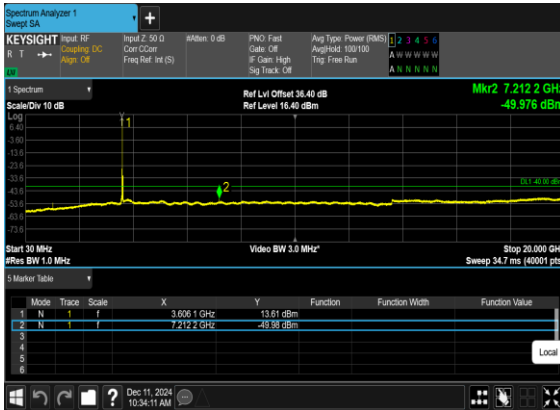 Spectrum Analyzer 1
Swept SA
+
KEYSIGHT Input: RF Input Z: 50 Ω #Atten: 0 dB PNO: Fast Avg Type: Power (RMS) 1 2 3 4 5 6
R T Coupling: DC Corr CCorr Gate: Off Avg|Hold: 100/100 A W W W W W
Align: Off Freq Ref: Int (S) IF Gain: High Trig: Free Run
Sig Track: Off A N N N N N
1 Spectrum Mkr2 7.212 2 GHz
Ref Lvl Offset 36.40 dB
Scale/Div 10 dB Ref Level 16.40 dBm -49.976 dBm
Log
6.40
-3.60
-13.6
-23.6
-33.6
-43.6
-53.6
-63.6
-73.6
1
2
DL1 -40.00 dBm
Start 30 MHz Video BW 3.0 MHz* Stop 20.000 GHz
#Res BW 1.0 MHz Sweep 34.7 ms (40001 pts)
5 Marker Table
Mode Trace Scale X Y Function Function Width Function Value
1 N 1 f 3.606 1 GHz 13.61 dBm
2 N 1 f 7.212 2 GHz -49.98 dBm
3
4
5
6
Local
? Dec 11, 2024
10:34:11 AM